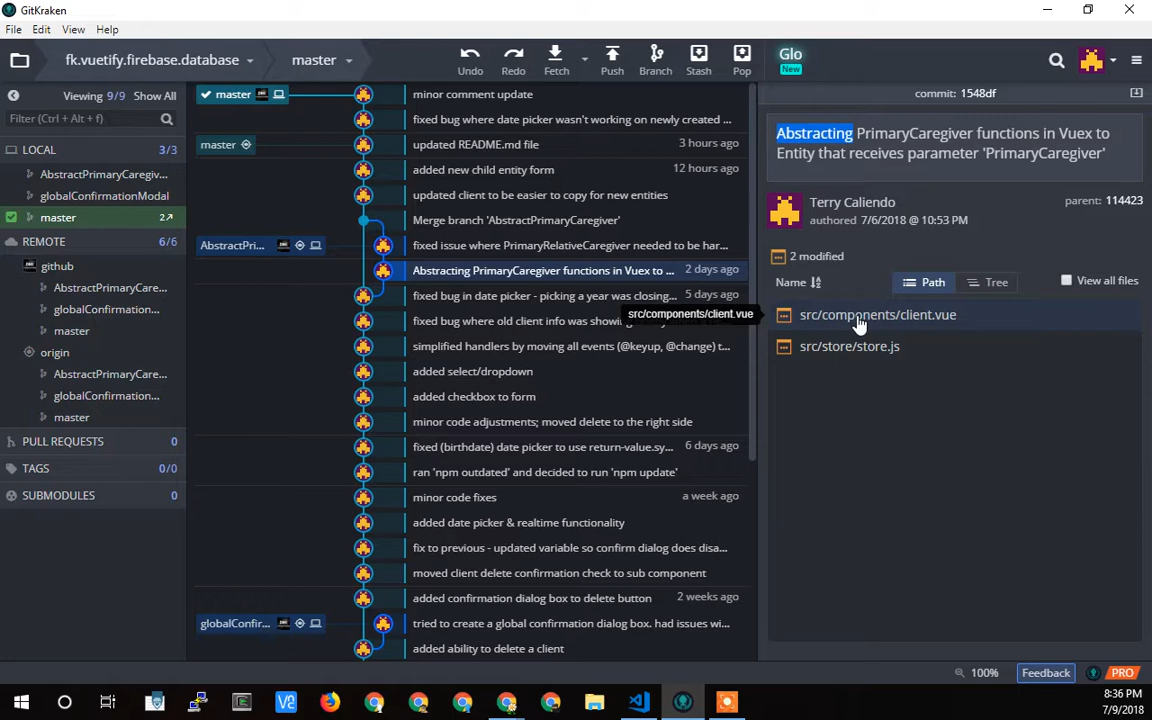 GitKraken
File Edit View Help
fk.vuetify.firebase.database master
Undo Redo Fetch Push Branch Stash Pop
Glo
New
Viewing 9/9 Show All
Filter (Ctrl + Alt + f)
LOCAL 3/3
AbstractPrimaryCaregiv...
globalConfirmationModal
master 2
REMOTE 6/6
github
AbstractPrimaryCare...
globalConfirmation...
master
origin
AbstractPrimaryCare...
globalConfirmation...
master
PULL REQUESTS 0
TAGS 0/0
SUBMODULES 0
master minor comment update
fixed bug where date picker wasn't working on newly created ...
master updated README.md file 3 hours ago
added new child entity form 12 hours ago
updated client to be easier to copy for new entities
Merge branch 'AbstractPrimaryCaregiver'
AbstractPri... fixed issue where PrimaryRelativeCaregiver needed to be har...
Abstracting PrimaryCaregiver functions in Vuex to ... 2 days ago
fixed bug in date picker - picking a year was closing... 5 days ago
fixed bug where old client info was showing
simplified handlers by moving all events (@keyup, @change) t...
added select/dropdown
added checkbox to form
minor code adjustments; moved delete to the right side
fixed (birthdate) date picker to use return-value.sy... 6 days ago
ran 'npm outdated' and decided to run 'npm update'
minor code fixes a week ago
added date picker & realtime functionality
fix to previous - updated variable so confirm dialog does disa...
moved client delete confirmation check to sub component
added confirmation dialog box to delete button 2 weeks ago
globalConfir... tried to create a global confirmation dialog box. had issues wi...
added ability to delete a client
commit: 1548df
Abstracting PrimaryCaregiver functions in Vuex to
Entity that receives parameter 'PrimaryCaregiver'
Terry Caliendo parent: 114423
authored 7/6/2018 @ 10:53 PM
2 modified
Name Path Tree View all files
src/components/client.vue
src/components/client.vue
src/store/store.js
100% Feedback PRO
8:36 PM
7/9/2018